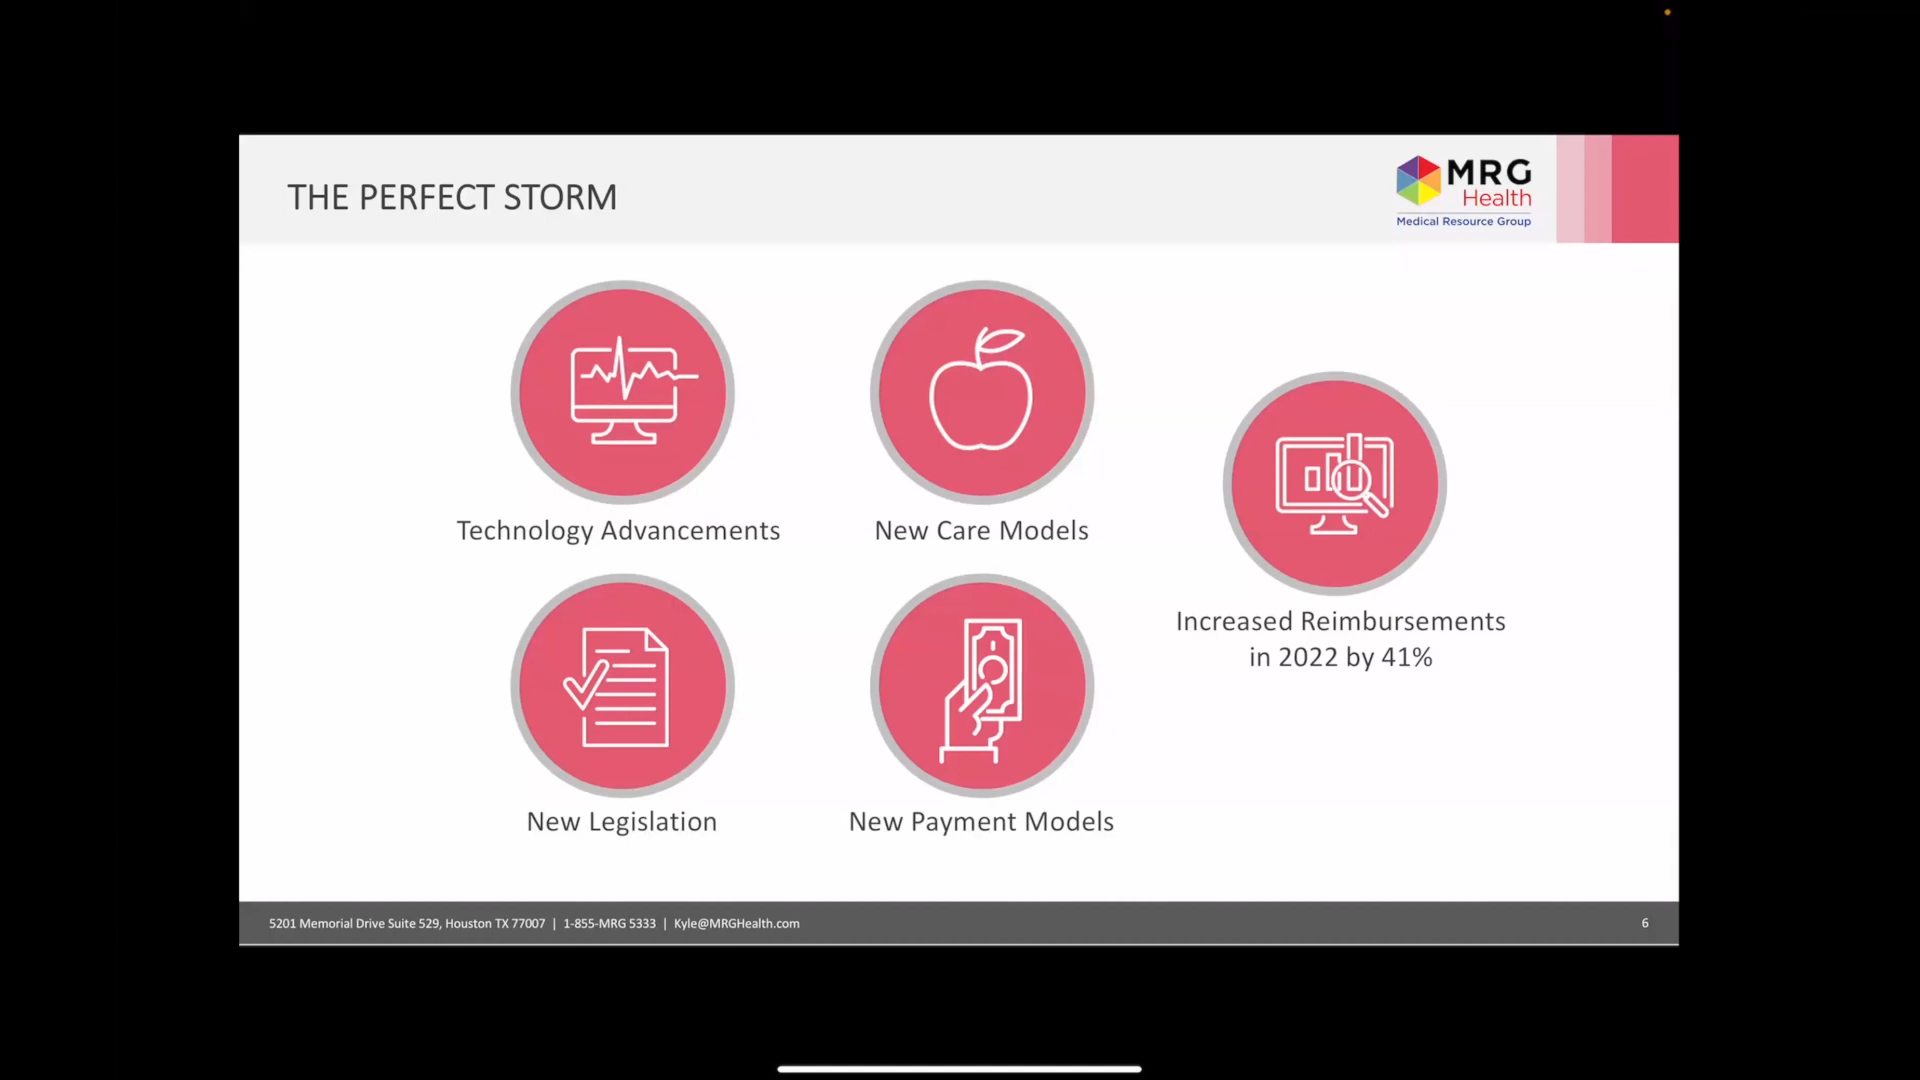 THE PERFECT STORM
MRG
Health
Medical Resource Group
Technology Advancements
New Care Models
Increased Reimbursements
in 2022 by 41%
New Legislation
New Payment Models
5201 Memorial Drive Suite 529, Houston TX 77007 | 1-855-MRG 5333 | Kyle@MRGHealth.com
6